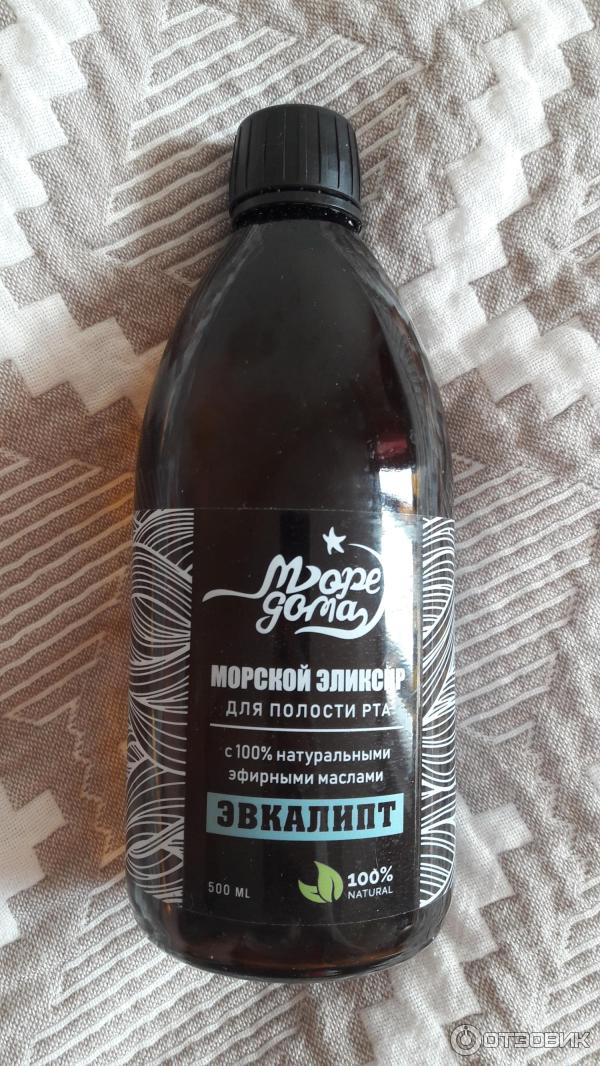 Море
дома
МОРСКОЙ ЭЛИКСИР
ДЛЯ ПОЛОСТИ РТА
с 100% натуральными
эфирными маслами
ЭВКАЛИПТ
500 ML
100%
NATURAL
ОТЗОВИК